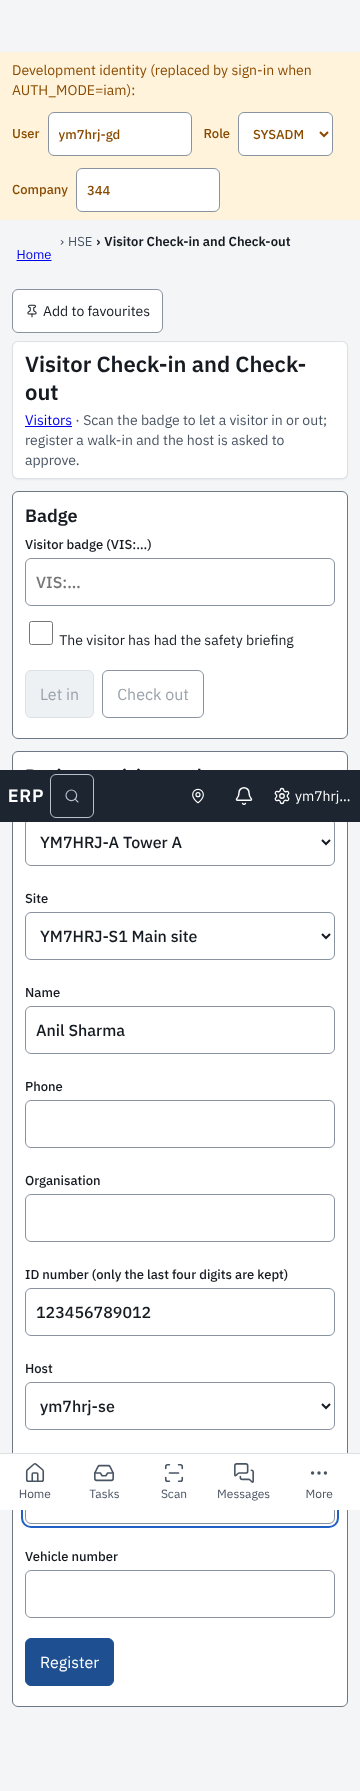 Development identity (replaced by sign-in when
AUTH_MODE=iam):
User ym7hrj-gd Role SYSADM
Company 344
Home › HSE › Visitor Check-in and Check-out
Add to favourites
Visitor Check-in and Check-
out
Visitors · Scan the badge to let a visitor in or out;
register a walk-in and the host is asked to
approve.
Badge
Visitor badge (VIS:...)
VIS:...
The visitor has had the safety briefing
Let in Check out
ERP ym7hrj...
YM7HRJ-A Tower A
Site
YM7HRJ-S1 Main site
Name
Anil Sharma
Phone
Organisation
ID number (only the last four digits are kept)
123456789012
Host
ym7hrj-se
Home Tasks Scan Messages More
Vehicle number
Register